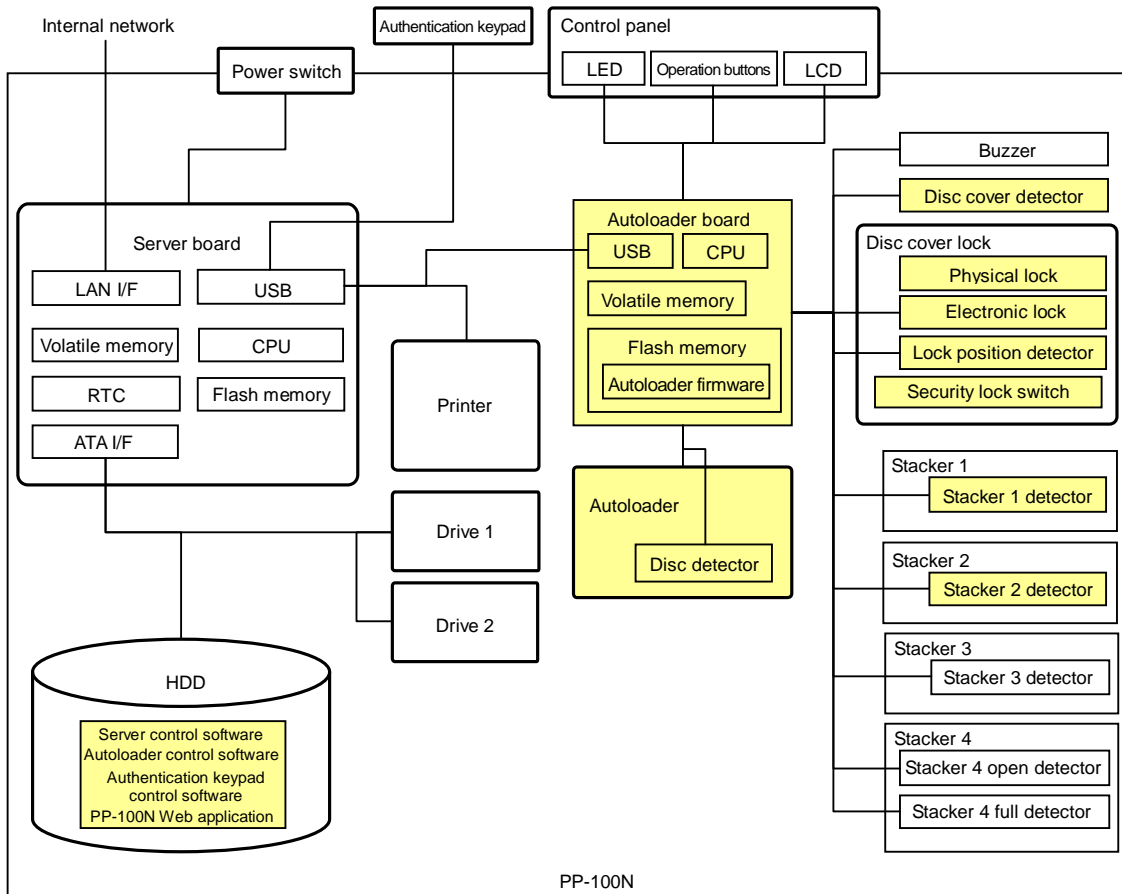 Internal network
Authentication keypad
Control panel
LED
Operation buttons
LCD
Power switch
Buzzer
Disc cover detector
Server board
LAN I/F
USB
Volatile memory
CPU
RTC
Flash memory
ATA I/F
Autoloader board
USB
CPU
Volatile memory
Flash memory
Autoloader firmware
Disc cover lock
Physical lock
Electronic lock
Lock position detector
Security lock switch
Printer
Autoloader
Disc detector
Drive 1
Drive 2
Stacker 1
Stacker 1 detector
Stacker 2
Stacker 2 detector
Stacker 3
Stacker 3 detector
Stacker 4
Stacker 4 open detector
Stacker 4 full detector
HDD
Server control software
Autoloader control software
Authentication keypad
control software
PP-100N Web application
PP-100N